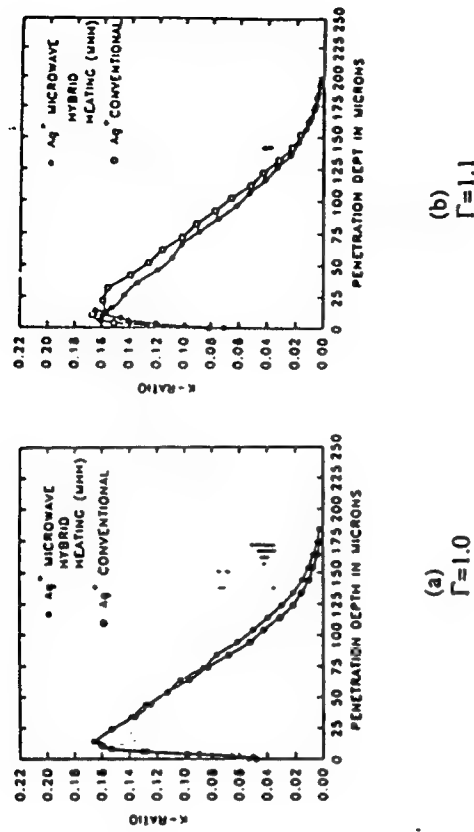 0.22
0.20
0.18
0.16
0.14
0.12
0.10
0.08
0.06
0.04
0.02
0.00
K-RATIO
• Ag+ MICROWAVE
HYBRID
HEATING (MHH)
• Ag+ CONVENTIONAL
0 25 50 75 100 125 150 175 200 225 250
PENETRATION DEPTH IN MICRONS
(a)
Γ=1.0
0.22
0.20
0.18
0.16
0.14
0.12
0.10
0.08
0.06
0.04
0.02
0.00
K-RATIO
• Ag+ MICROWAVE
HYBRID
HEATING (MHH)
o Ag+ CONVENTIONAL
0 25 50 75 100 125 150 175 200 225 250
PENETRATION DEPT IN MICRONS
(b)
Γ=1.1